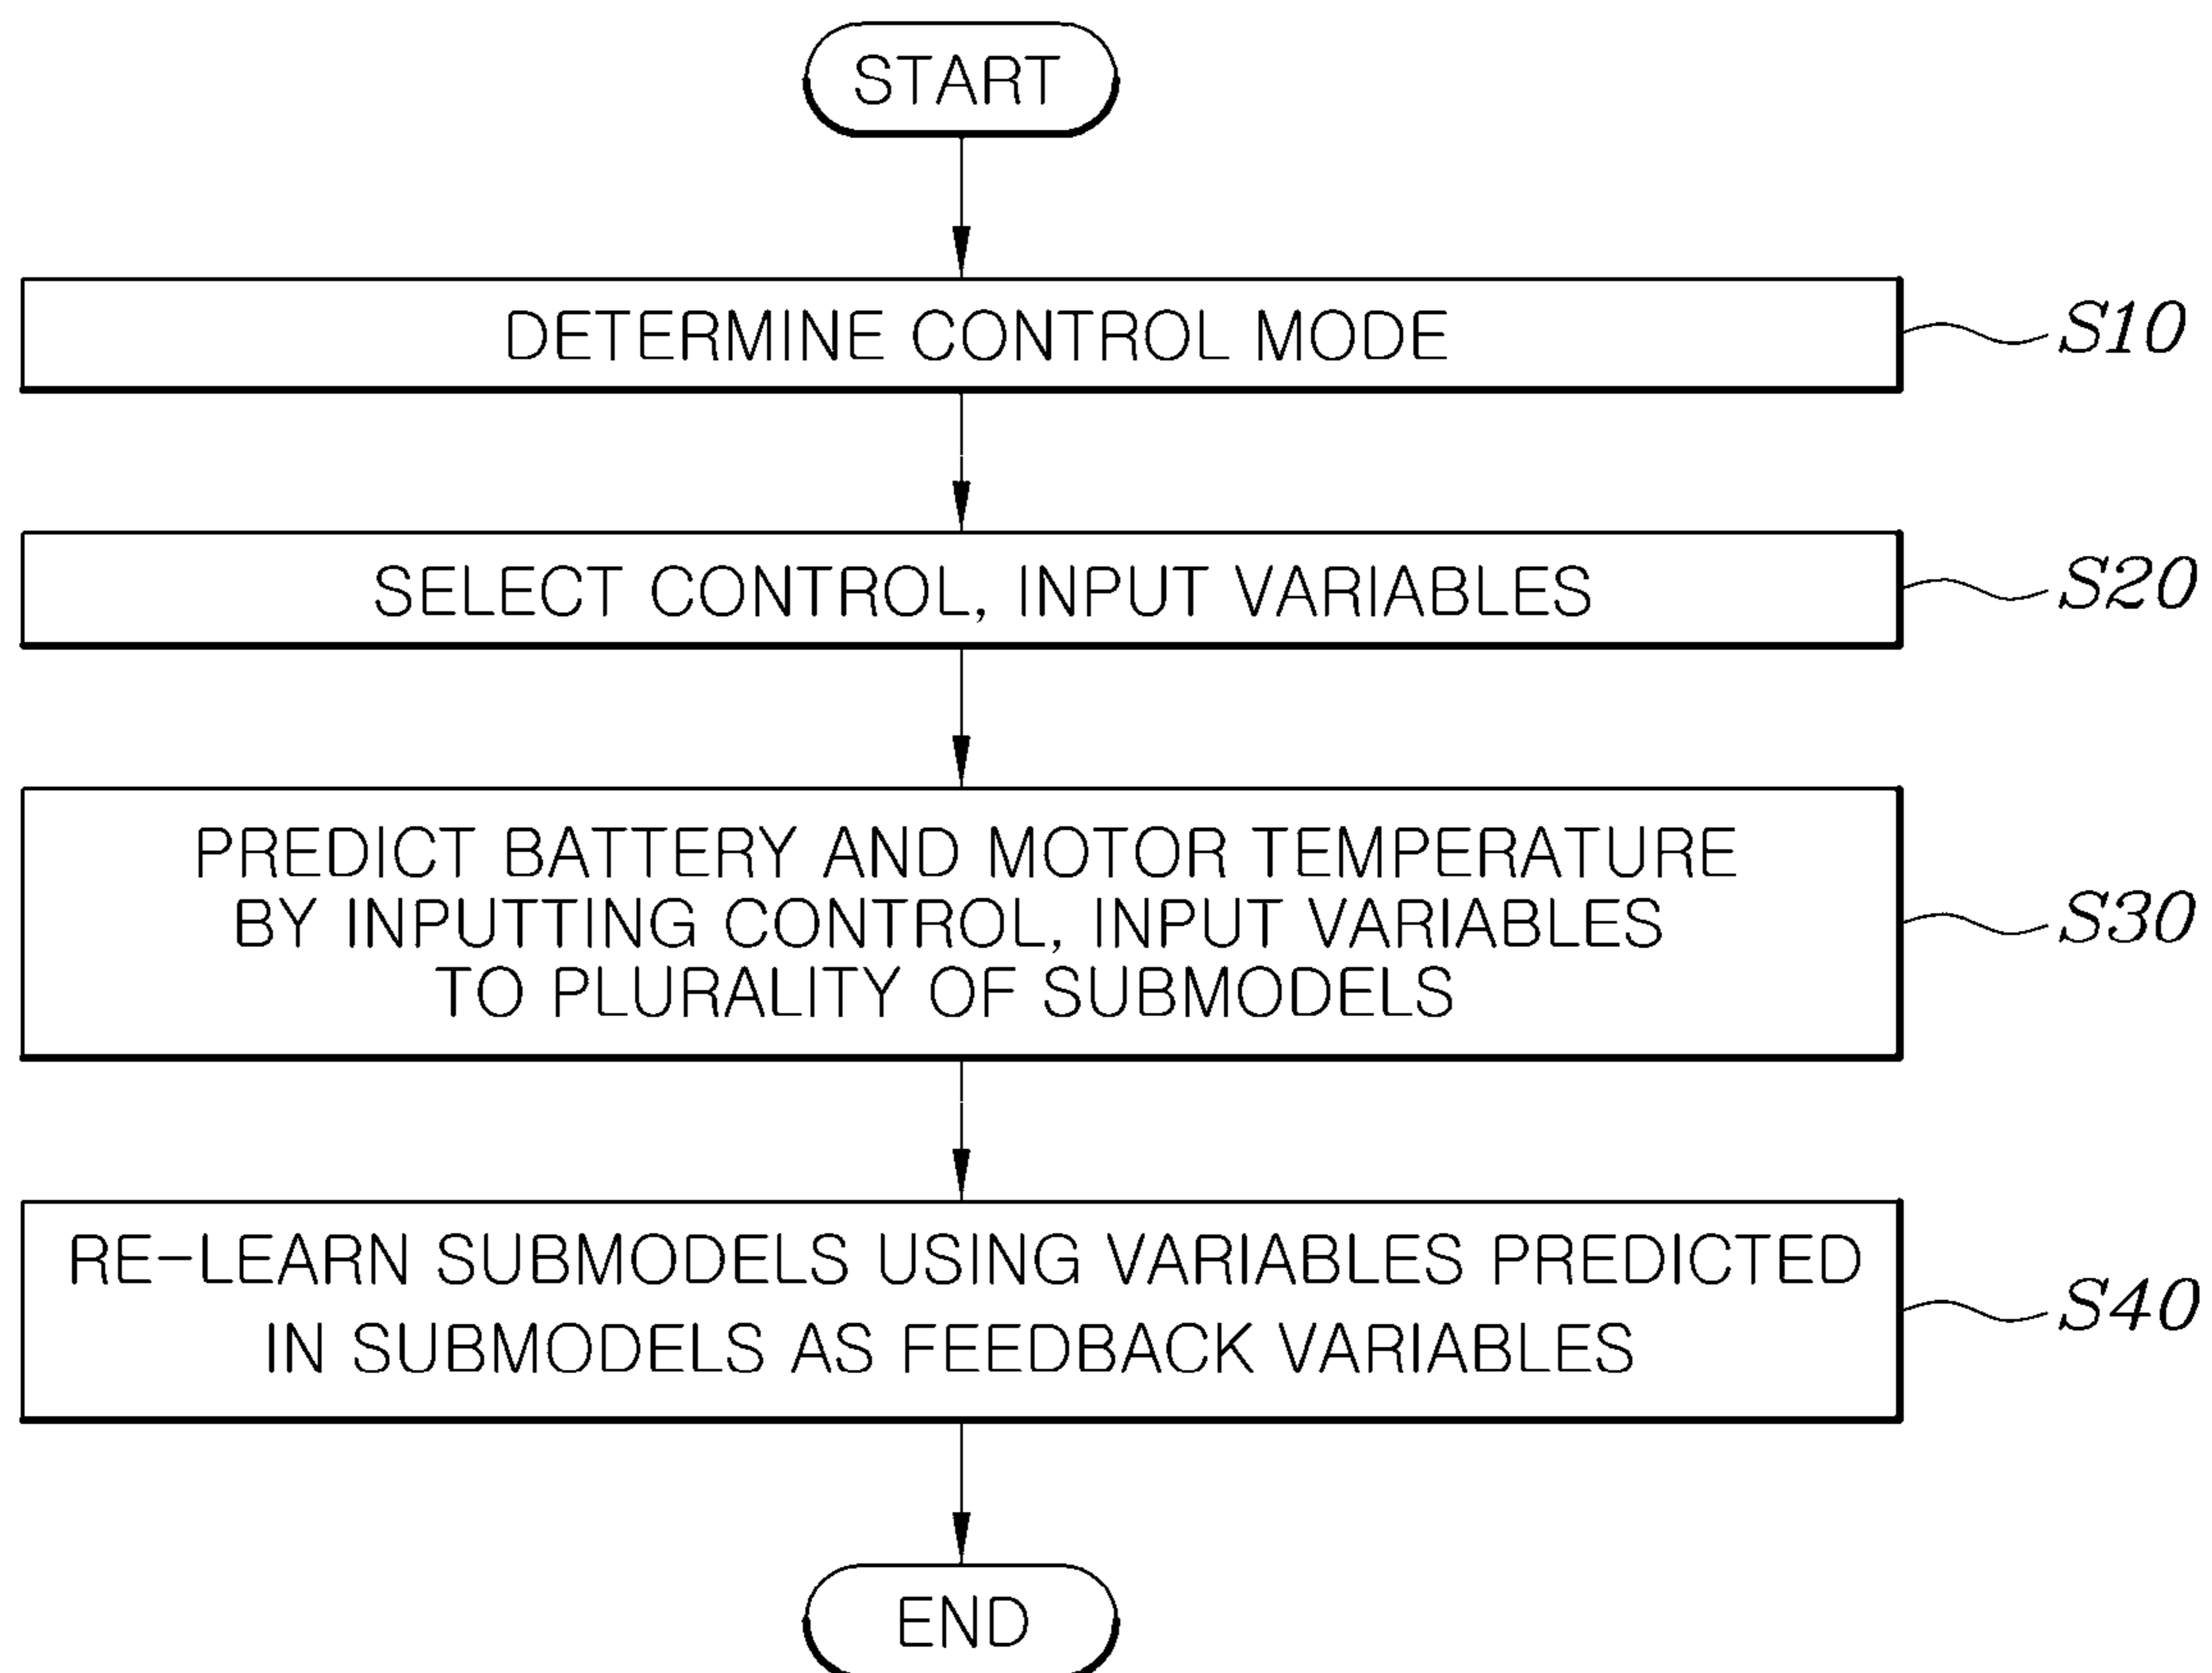 START
DETERMINE CONTROL MODE
S10
SELECT CONTROL, INPUT VARIABLES
S20
PREDICT BATTERY AND MOTOR TEMPERATURE
BY INPUTTING CONTROL, INPUT VARIABLES
TO PLURALITY OF SUBMODELS
S30
RE-LEARN SUBMODELS USING VARIABLES PREDICTED
IN SUBMODELS AS FEEDBACK VARIABLES
S40
END